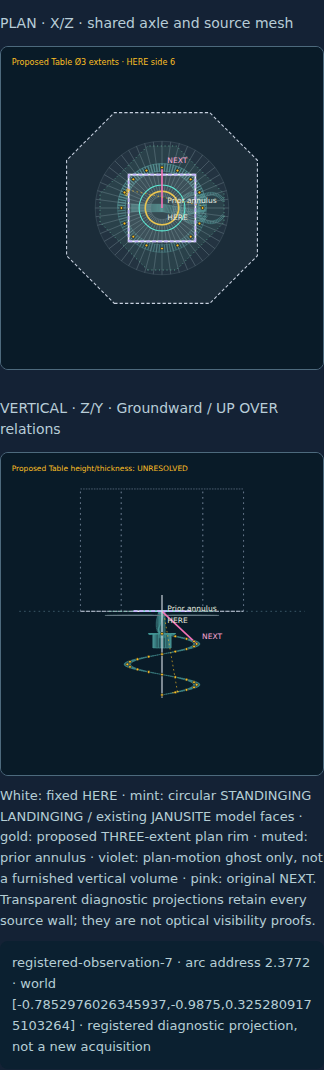 PLAN · X/Z · shared axle and source mesh
Proposed Table Ø3 extents · HERE side 6
NEXT
Prior annulus
HERE
VERTICAL · Z/Y · Groundward / UP OVER
relations
Proposed Table height/thickness: UNRESOLVED
Prior annulus
HERE
NEXT
White: fixed HERE · mint: circular STANDINGING
LANDINGING / existing JANUSITE model faces ·
gold: proposed THREE-extent plan rim · muted:
prior annulus · violet: plan-motion ghost only, not
a furnished vertical volume · pink: original NEXT.
Transparent diagnostic projections retain every
source wall; they are not optical visibility proofs.
registered-observation-7 · arc address 2.3772
· world
[-0.7852976026345937,-0.9875,0.325280917
5103264] · registered diagnostic projection,
not a new acquisition